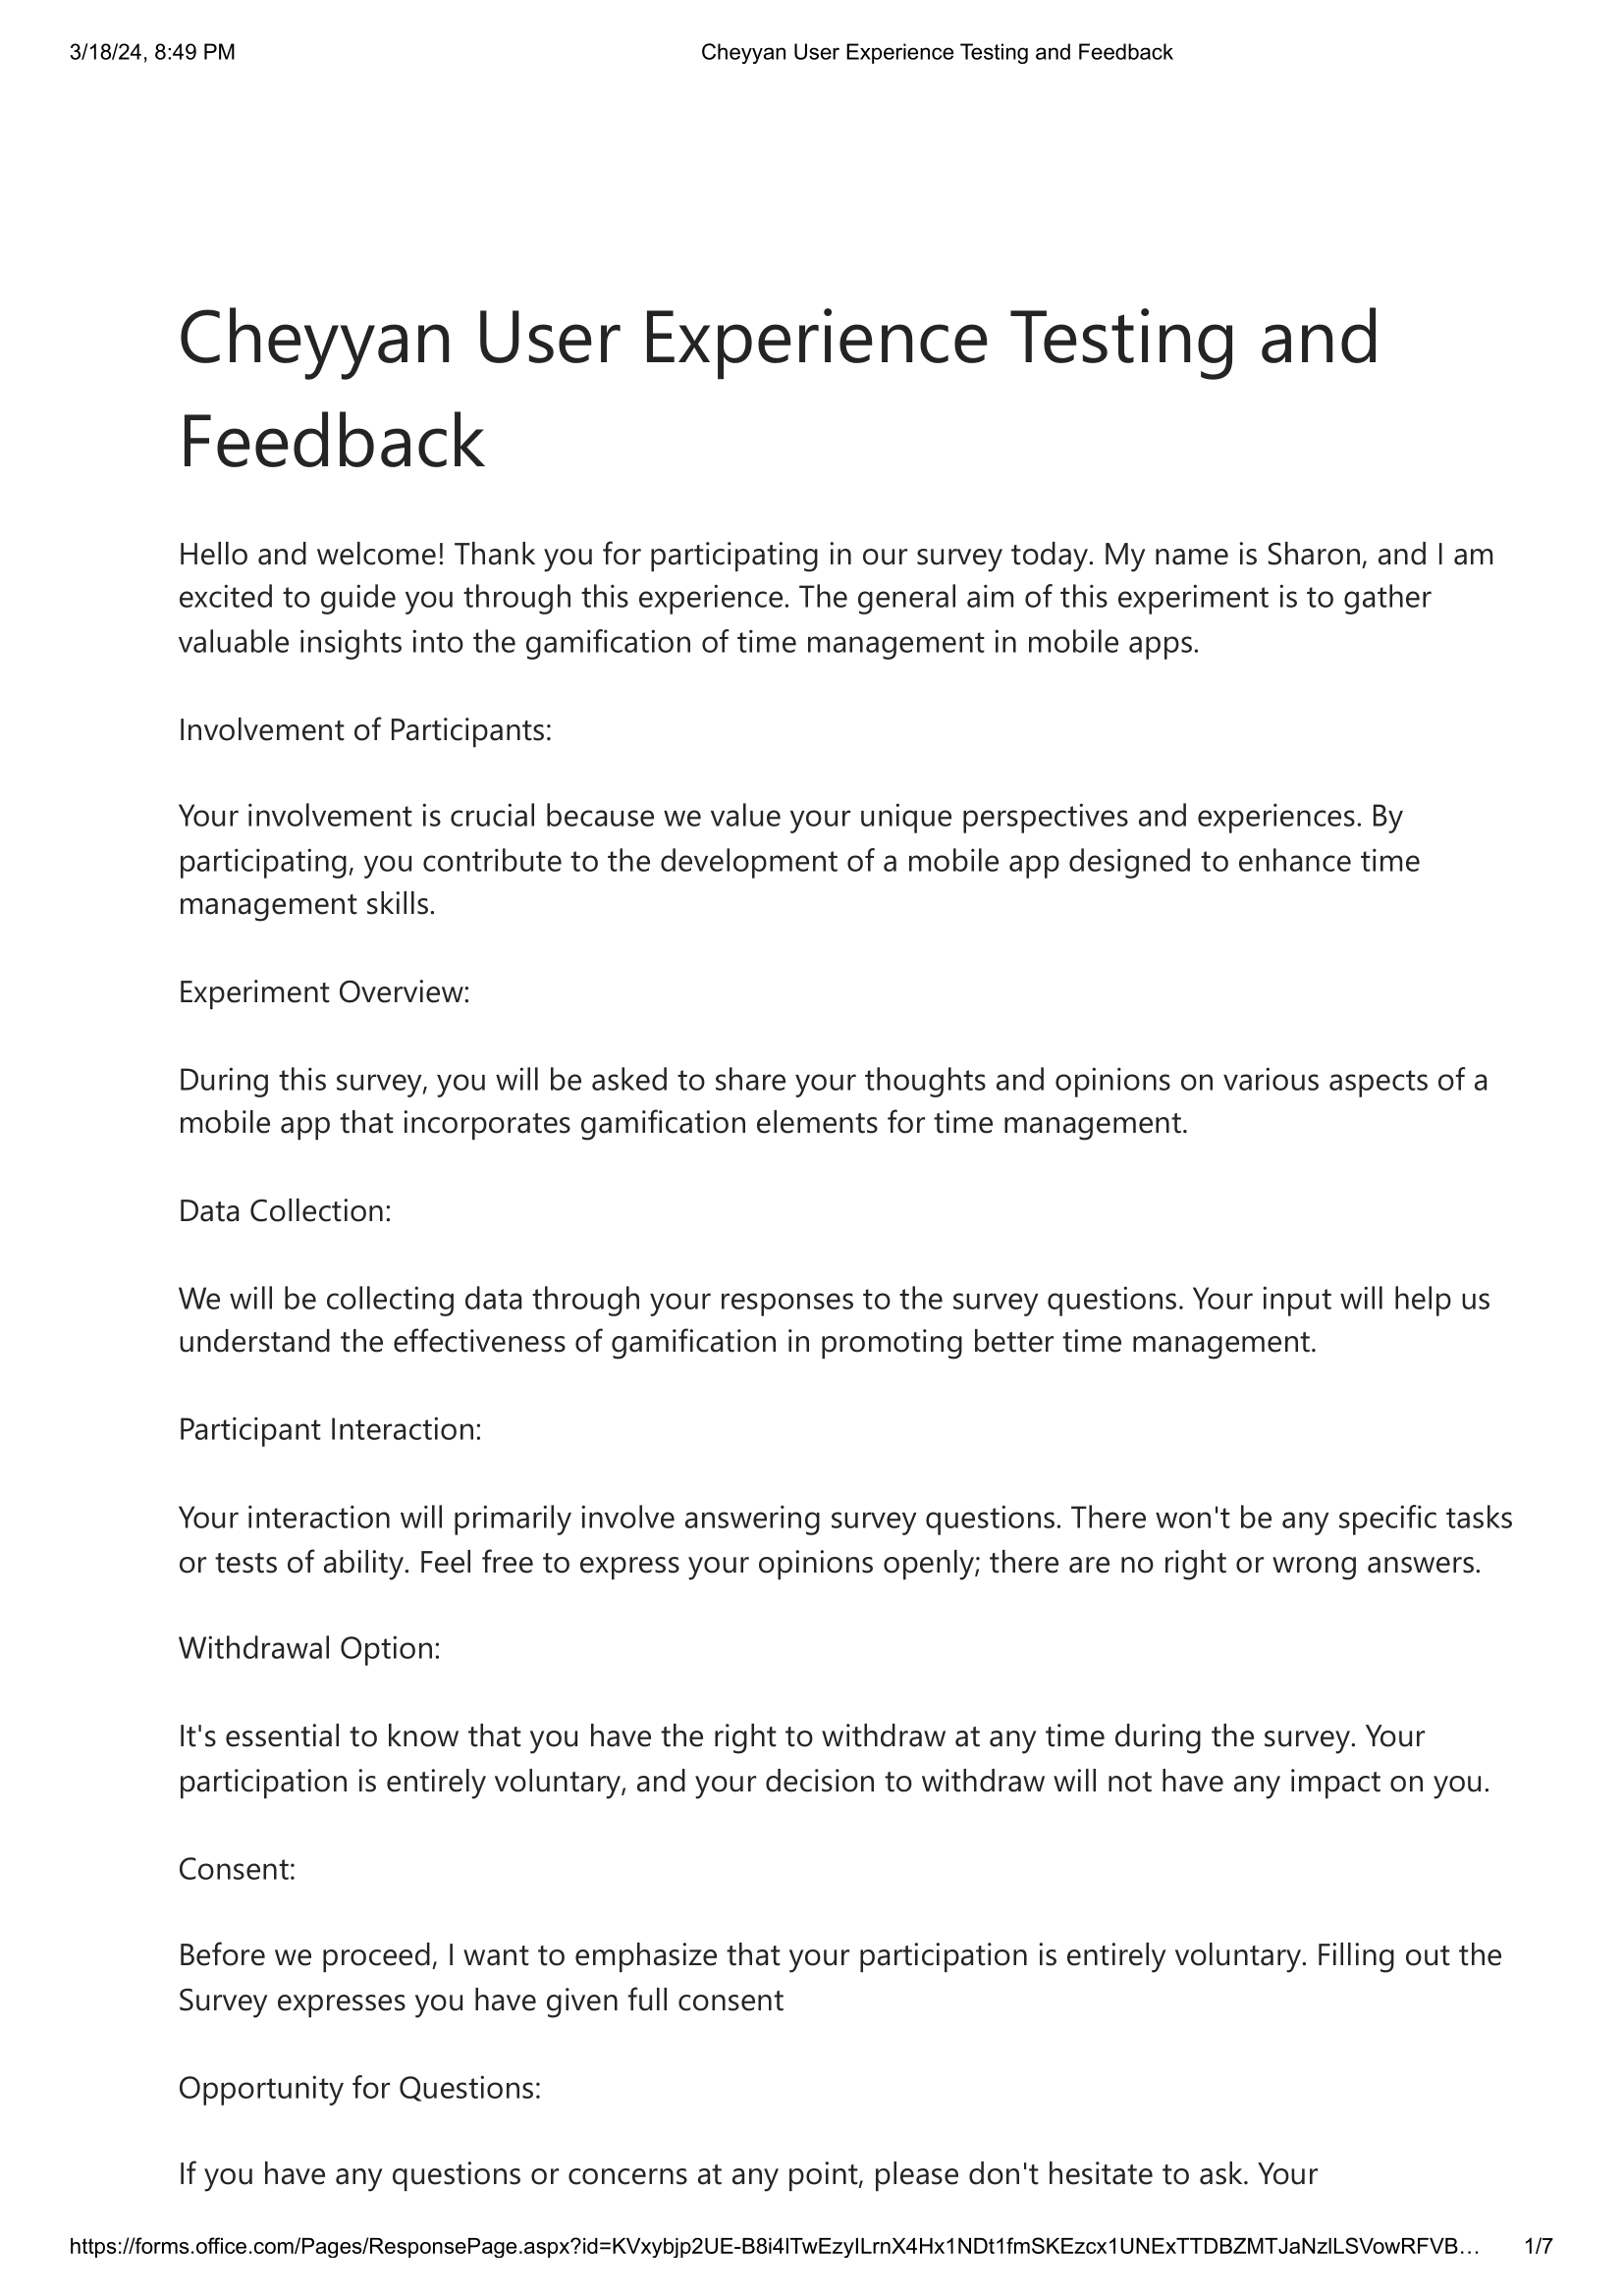 3/18/24, 8:49 PM
Cheyyan User Experience Testing and Feedback
Cheyyan User Experience Testing and
Feedback
Hello and welcome! Thank you for participating in our survey today. My name is Sharon, and I am
excited to guide you through this experience. The general aim of this experiment is to gather
valuable insights into the gamification of time management in mobile apps.
Involvement of Participants:
Your involvement is crucial because we value your unique perspectives and experiences. By
participating, you contribute to the development of a mobile app designed to enhance time
management skills.
Experiment Overview:
During this survey, you will be asked to share your thoughts and opinions on various aspects of a
mobile app that incorporates gamification elements for time management.
Data Collection:
We will be collecting data through your responses to the survey questions. Your input will help us
understand the effectiveness of gamification in promoting better time management.
Participant Interaction:
Your interaction will primarily involve answering survey questions. There won't be any specific tasks
or tests of ability. Feel free to express your opinions openly; there are no right or wrong answers.
Withdrawal Option:
It's essential to know that you have the right to withdraw at any time during the survey. Your
participation is entirely voluntary, and your decision to withdraw will not have any impact on you.
Consent:
Before we proceed, I want to emphasize that your participation is entirely voluntary. Filling out the
Survey expresses you have given full consent
Opportunity for Questions:
If you have any questions or concerns at any point, please don't hesitate to ask. Your
https://forms.office.com/Pages/ResponsePage.aspx?id=KVxybjp2UE-B8i4lTwEzyILrnX4Hx1NDt1fmSKEzcx1UNExTTDBZMTJaNzlLSVowRFVB…
1/7